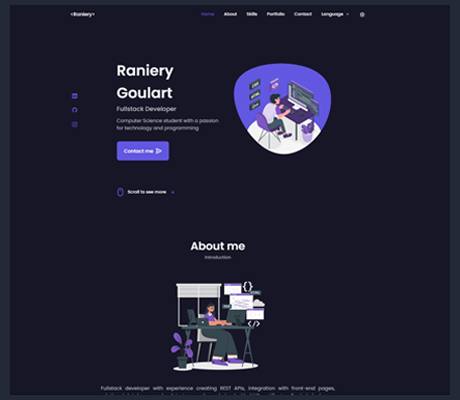 <Raniery>
Home About Skills Portfolio Contact Language
Raniery
Goulart
Fullstack Developer
Computer Science student with a passion
for technology and programming
Contact me
Scroll to see more
About me
Introduction
Fullstack developer with experience creating REST APIs, integration with front-end pages,